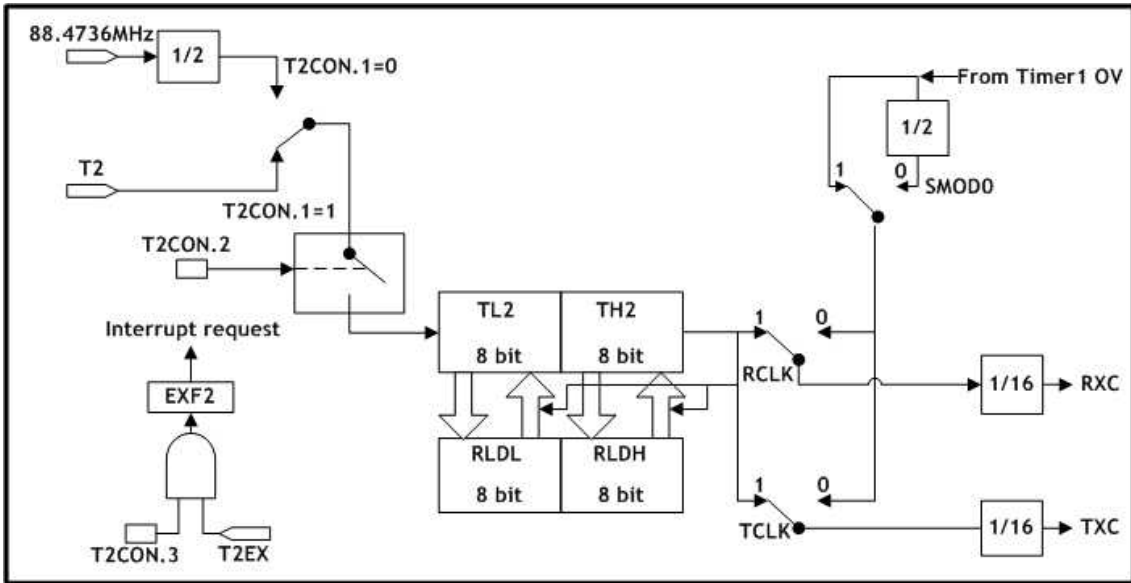 88.4736MHz
1/2
T2CON.1=0
From Timer1 OV
1/2
T2
1
0
SMOD0
T2CON.1=1
T2CON.2
TL2
TH2
8 bit
8 bit
1
0
Interrupt request
RCLK
1/16
RXC
EXF2
RLDL
RLDH
8 bit
8 bit
1
0
TCLK
1/16
TXC
T2CON.3
T2EX